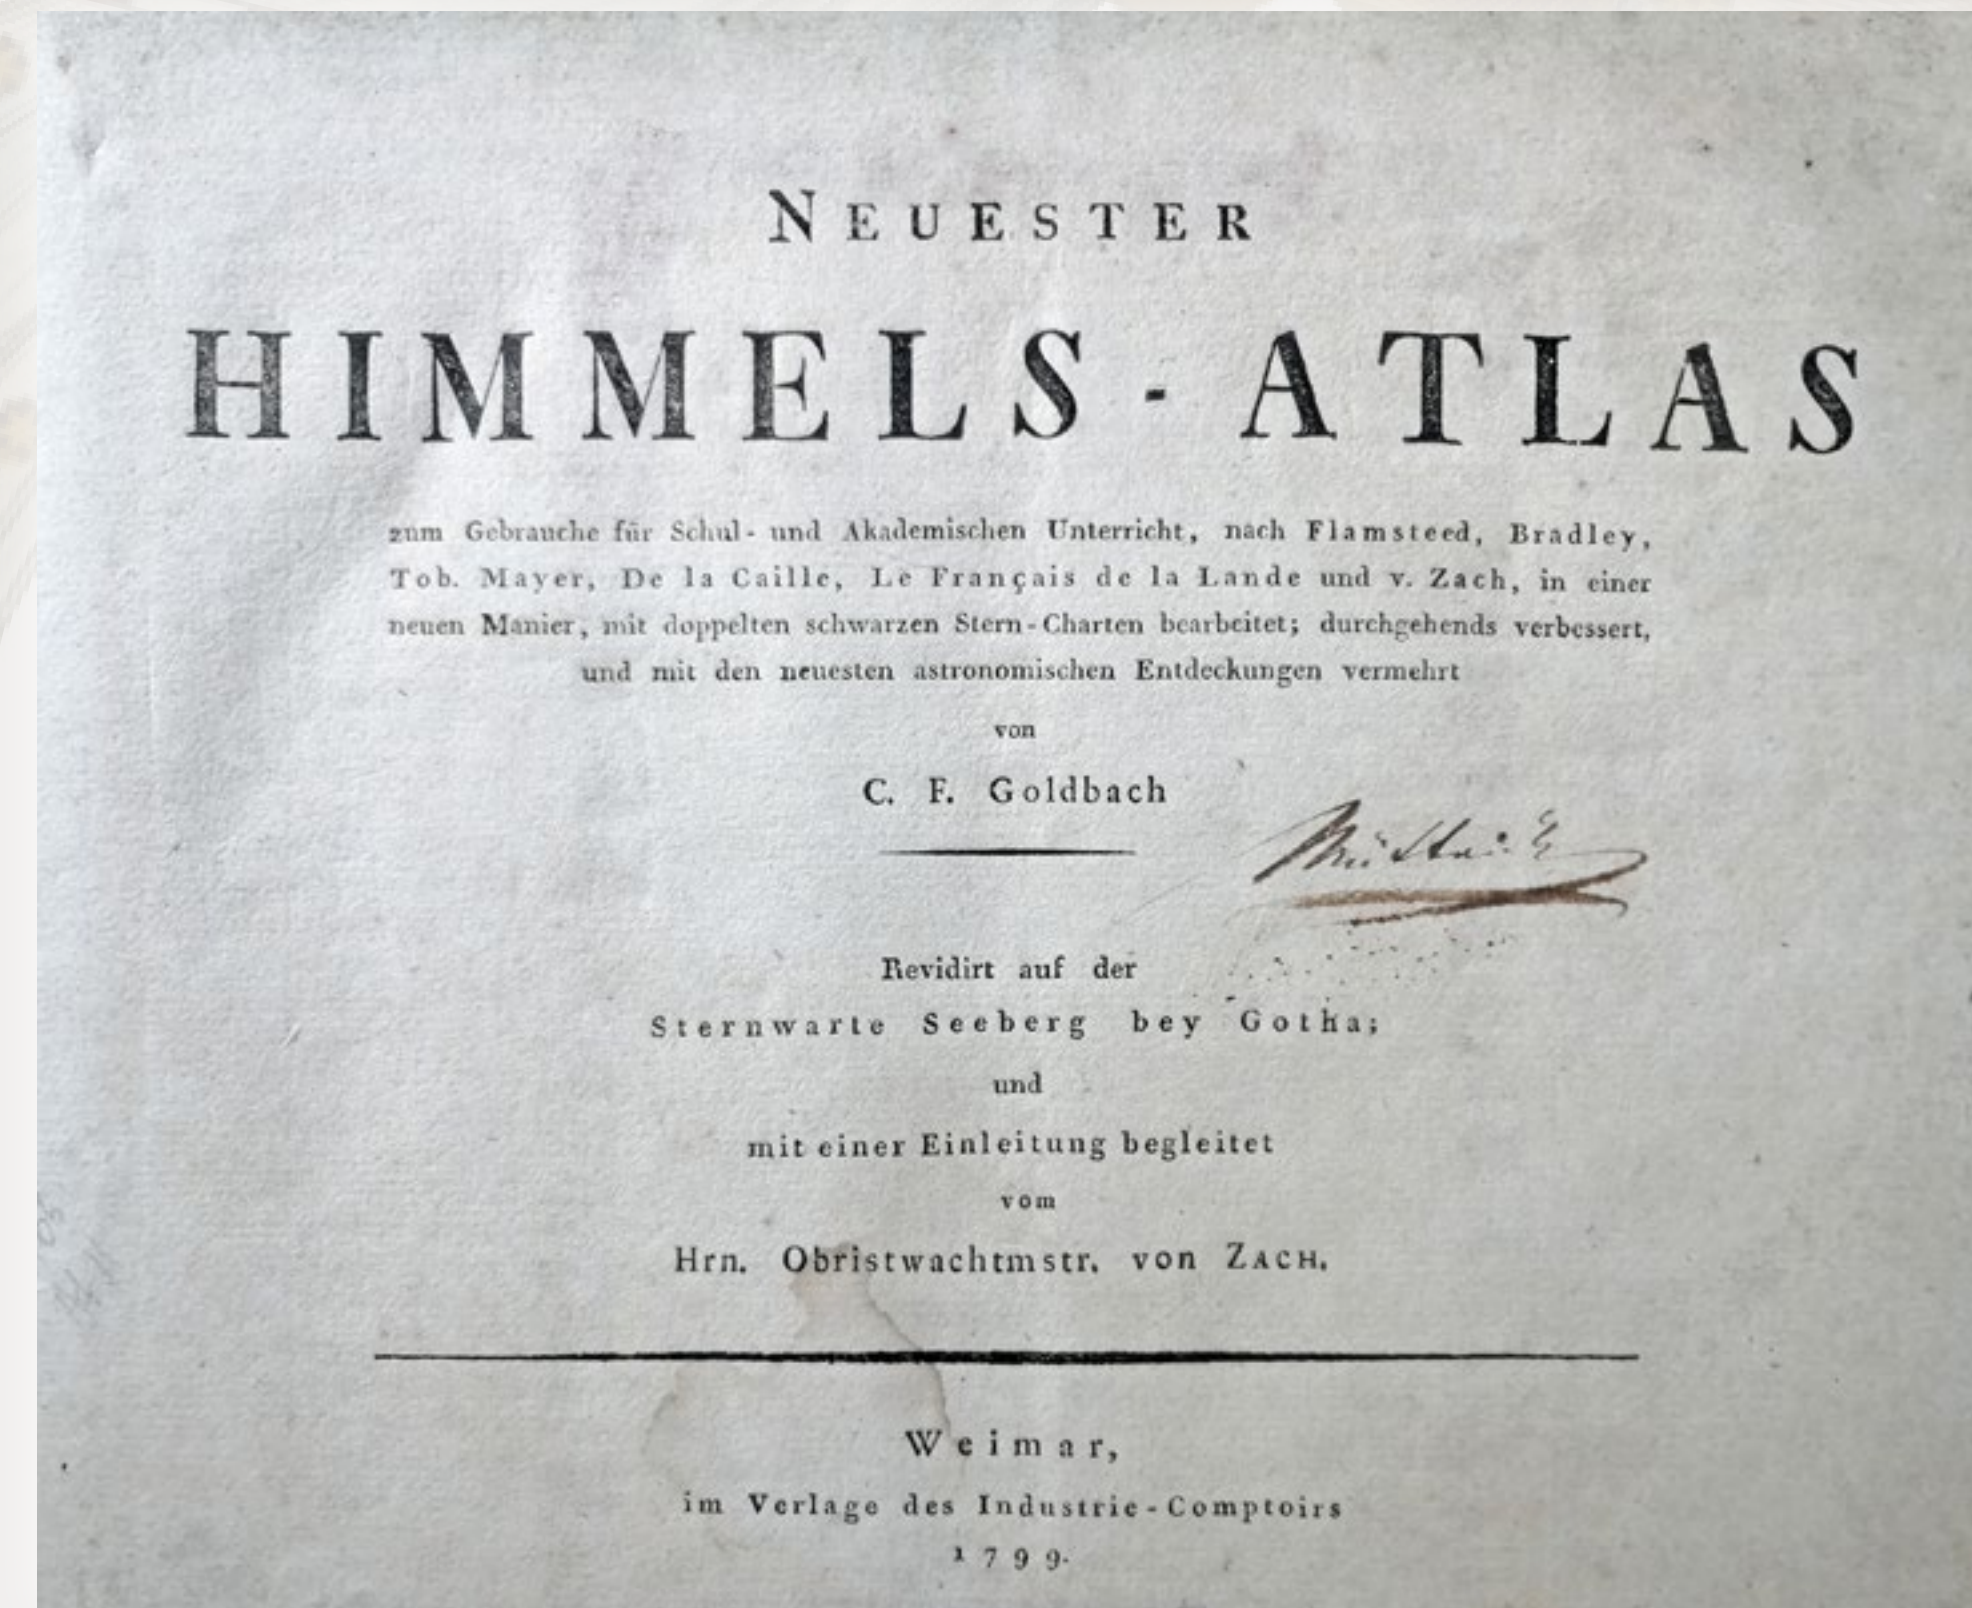 NEUESTER
HIMMELS-ATLAS
zum Gebrauche für Schul- und Akademischen Unterricht, nach Flamsteed, Bradley,
Tob. Mayer, De la Caille, Le Français de la Lande und v. Zach, in einer
neuen Manier, mit doppelten schwarzen Stern-Charten bearbeitet; durchgehends verbessert,
und mit den neuesten astronomischen Entdeckungen vermehrt
von
C. F. Goldbach
Revidirt auf der
Sternwarte Seeberg bey Gotha;
und
mit einer Einleitung begleitet
vom
Hrn. Obristwachtmstr. von ZACH.
Weimar,
im Verlage des Industrie-Comptoirs
1799.